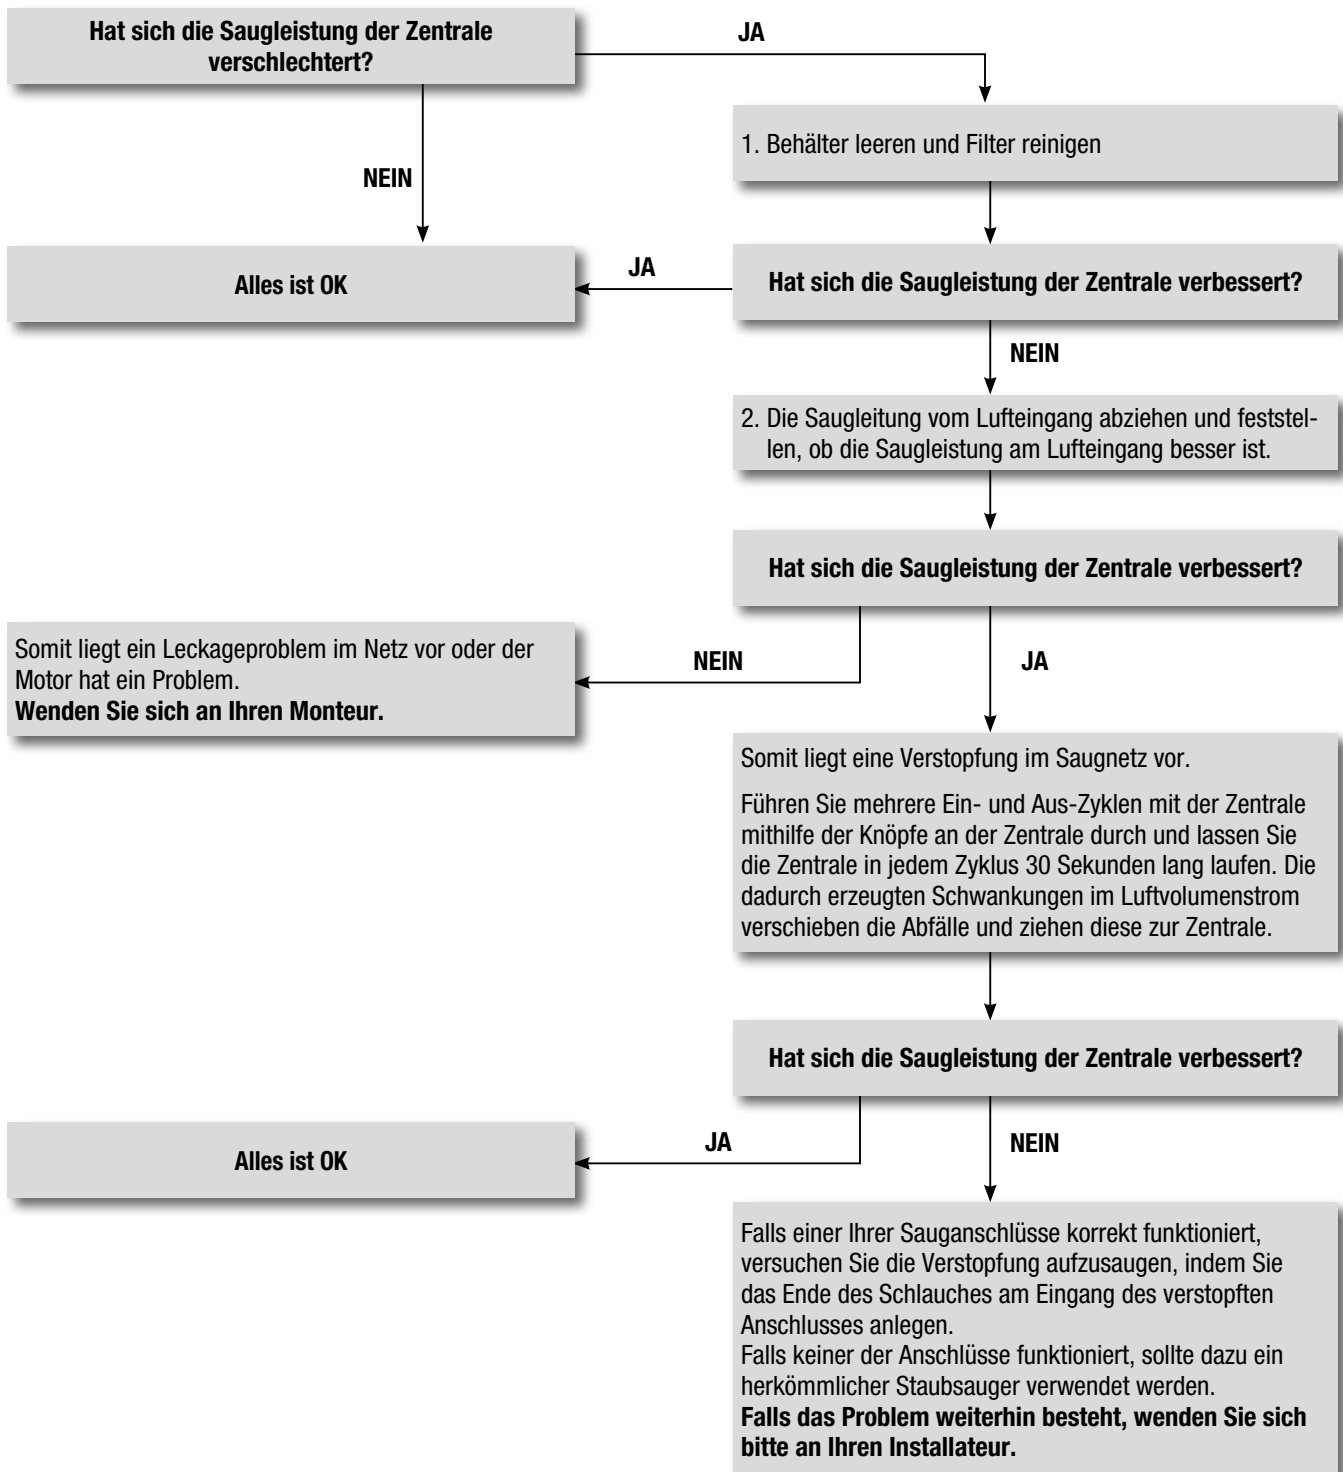 Hat sich die Saugleistung der Zentrale
verschlechtert?
JA
1. Behälter leeren und Filter reinigen
NEIN
Alles ist OK
JA
Hat sich die Saugleistung der Zentrale verbessert?
NEIN
2. Die Saugleitung vom Lufteingang abziehen und feststel-
len, ob die Saugleistung am Lufteingang besser ist.
Hat sich die Saugleistung der Zentrale verbessert?
Somit liegt ein Leckageproblem im Netz vor oder der
Motor hat ein Problem.
Wenden Sie sich an Ihren Monteur.
NEIN
JA
Somit liegt eine Verstopfung im Saugnetz vor.
Führen Sie mehrere Ein- und Aus-Zyklen mit der Zentrale
mithilfe der Knöpfe an der Zentrale durch und lassen Sie
die Zentrale in jedem Zyklus 30 Sekunden lang laufen. Die
dadurch erzeugten Schwankungen im Luftvolumenstrom
verschieben die Abfälle und ziehen diese zur Zentrale.
Hat sich die Saugleistung der Zentrale verbessert?
Alles ist OK
JA
NEIN
Falls einer Ihrer Sauganschlüsse korrekt funktioniert,
versuchen Sie die Verstopfung aufzusaugen, indem Sie
das Ende des Schlauches am Eingang des verstopften
Anschlusses anlegen.
Falls keiner der Anschlüsse funktioniert, sollte dazu ein
herkömmlicher Staubsauger verwendet werden.
Falls das Problem weiterhin besteht, wenden Sie sich
bitte an Ihren Installateur.